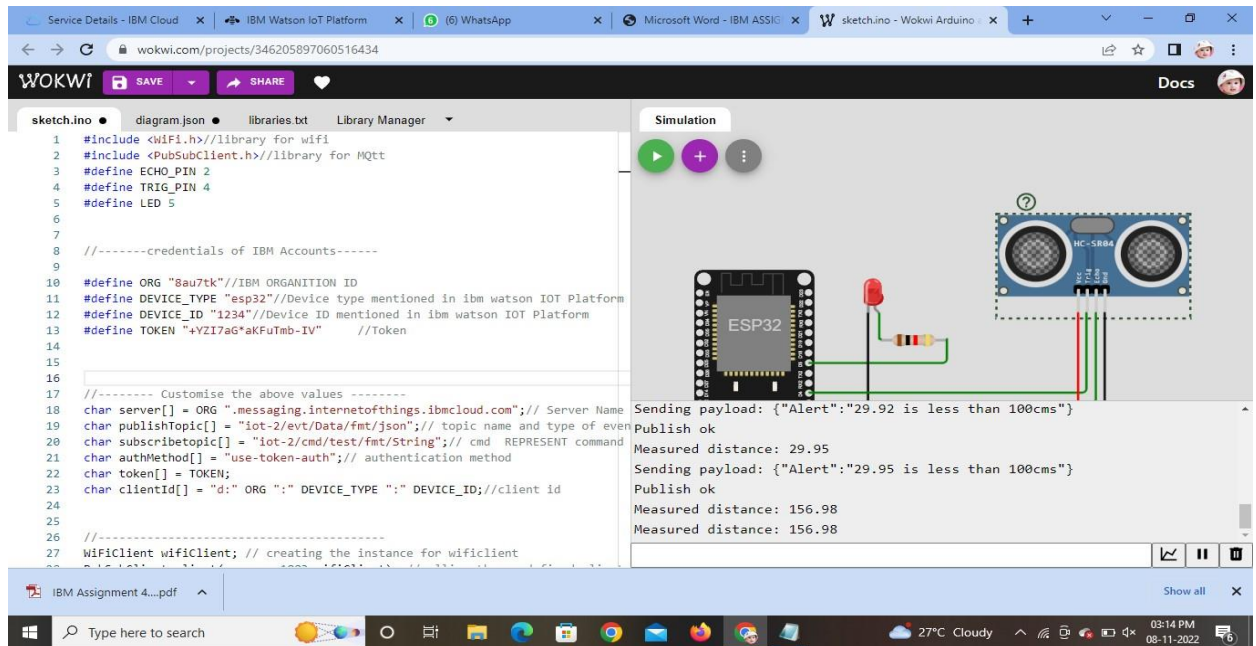 Service Details - IBM Cloud
IBM Watson IoT Platform
(6) WhatsApp
Microsoft Word - IBM ASSIG
sketch.ino - Wokwi Arduino
wokwi.com/projects/346205897060516434
WOKWI
SAVE
SHARE
Docs
sketch.ino
diagram.json
libraries.txt
Library Manager
Simulation
1 #include <WiFi.h>//library for wifi
2 #include <PubSubClient.h>//library for MQtt
3 #define ECHO_PIN 2
4 #define TRIG_PIN 4
5 #define LED 5
6
7
8 //-------credentials of IBM Accounts------
9
10 #define ORG "8au7tk"//IBM ORGANITION ID
11 #define DEVICE_TYPE "esp32"//Device type mentioned in ibm watson IOT Platform
12 #define DEVICE_ID "1234"//Device ID mentioned in ibm watson IOT Platform
13 #define TOKEN "+YZI7aG*aKFuTmb-IV" //Token
14
15
16
17 //-------- Customise the above values --------
18 char server[] = ORG ".messaging.internetofthings.ibmcloud.com";// Server Name
19 char publishTopic[] = "iot-2/evt/Data/fmt/json";// topic name and type of even
20 char subscribetopic[] = "iot-2/cmd/test/fmt/String";// cmd REPRESENT command
21 char authMethod[] = "use-token-auth";// authentication method
22 char token[] = TOKEN;
23 char clientId[] = "d:" ORG ":" DEVICE_TYPE ":" DEVICE_ID;//client id
24
25
26 //-----------------------------------------
27 WiFiClient wifiClient; // creating the instance for wificlient
HC-SR04
Vcc
Trig
Echo
Gnd
ESP32
Sending payload: {"Alert":"29.92 is less than 100cms"}
Publish ok
Measured distance: 29.95
Sending payload: {"Alert":"29.95 is less than 100cms"}
Publish ok
Measured distance: 156.98
Measured distance: 156.98
IBM Assignment 4....pdf
Show all
Type here to search
27°C Cloudy
03:14 PM
08-11-2022
6